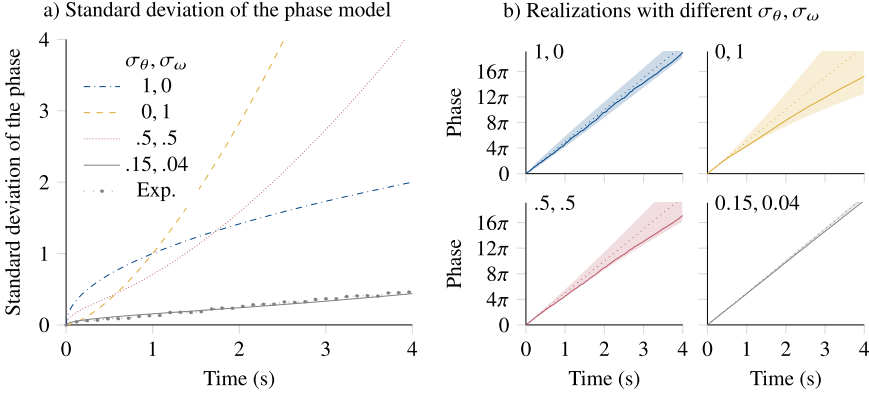 a) Standard deviation of the phase model
Standard deviation of the phase
4
3
2
1
0
σθ, σω
1, 0
0, 1
.5, .5
.15, .04
Exp.
0 1 2 3 4
Time (s)
b) Realizations with different σθ, σω
Phase
16π
12π
8π
4π
0
1, 0
0, 1
Phase
16π
12π
8π
4π
0
.5, .5
0.15, 0.04
0 1 2 3 4
Time (s)
0 1 2 3 4
Time (s)